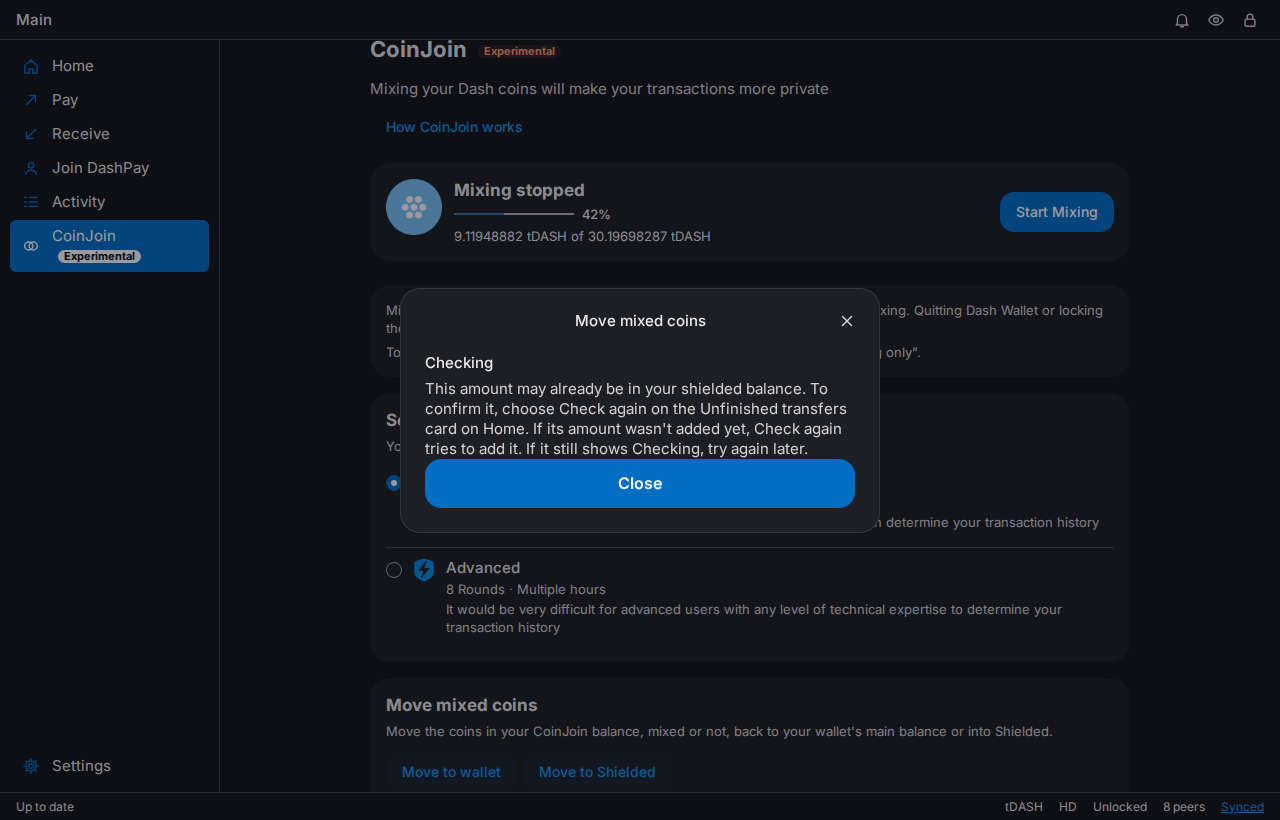 Main
Home
Pay
Receive
Join DashPay
Activity
CoinJoin
Experimental
Settings
CoinJoin Experimental
Mixing your Dash coins will make your transactions more private
How CoinJoin works
Mixing stopped
42%
9.11948882 tDASH of 30.19698287 tDASH
Start Mixing
xing. Quitting Dash Wallet or locking
only”.
Move mixed coins
Checking
This amount may already be in your shielded balance. To
confirm it, choose Check again on the Unfinished transfers
card on Home. If its amount wasn't added yet, Check again
tries to add it. If it still shows Checking, try again later.
Close
determine your transaction history
Advanced
8 Rounds · Multiple hours
It would be very difficult for advanced users with any level of technical expertise to determine your
transaction history
Move mixed coins
Move the coins in your CoinJoin balance, mixed or not, back to your wallet's main balance or into Shielded.
Move to wallet
Move to Shielded
Up to date
tDASH HD Unlocked 8 peers Synced